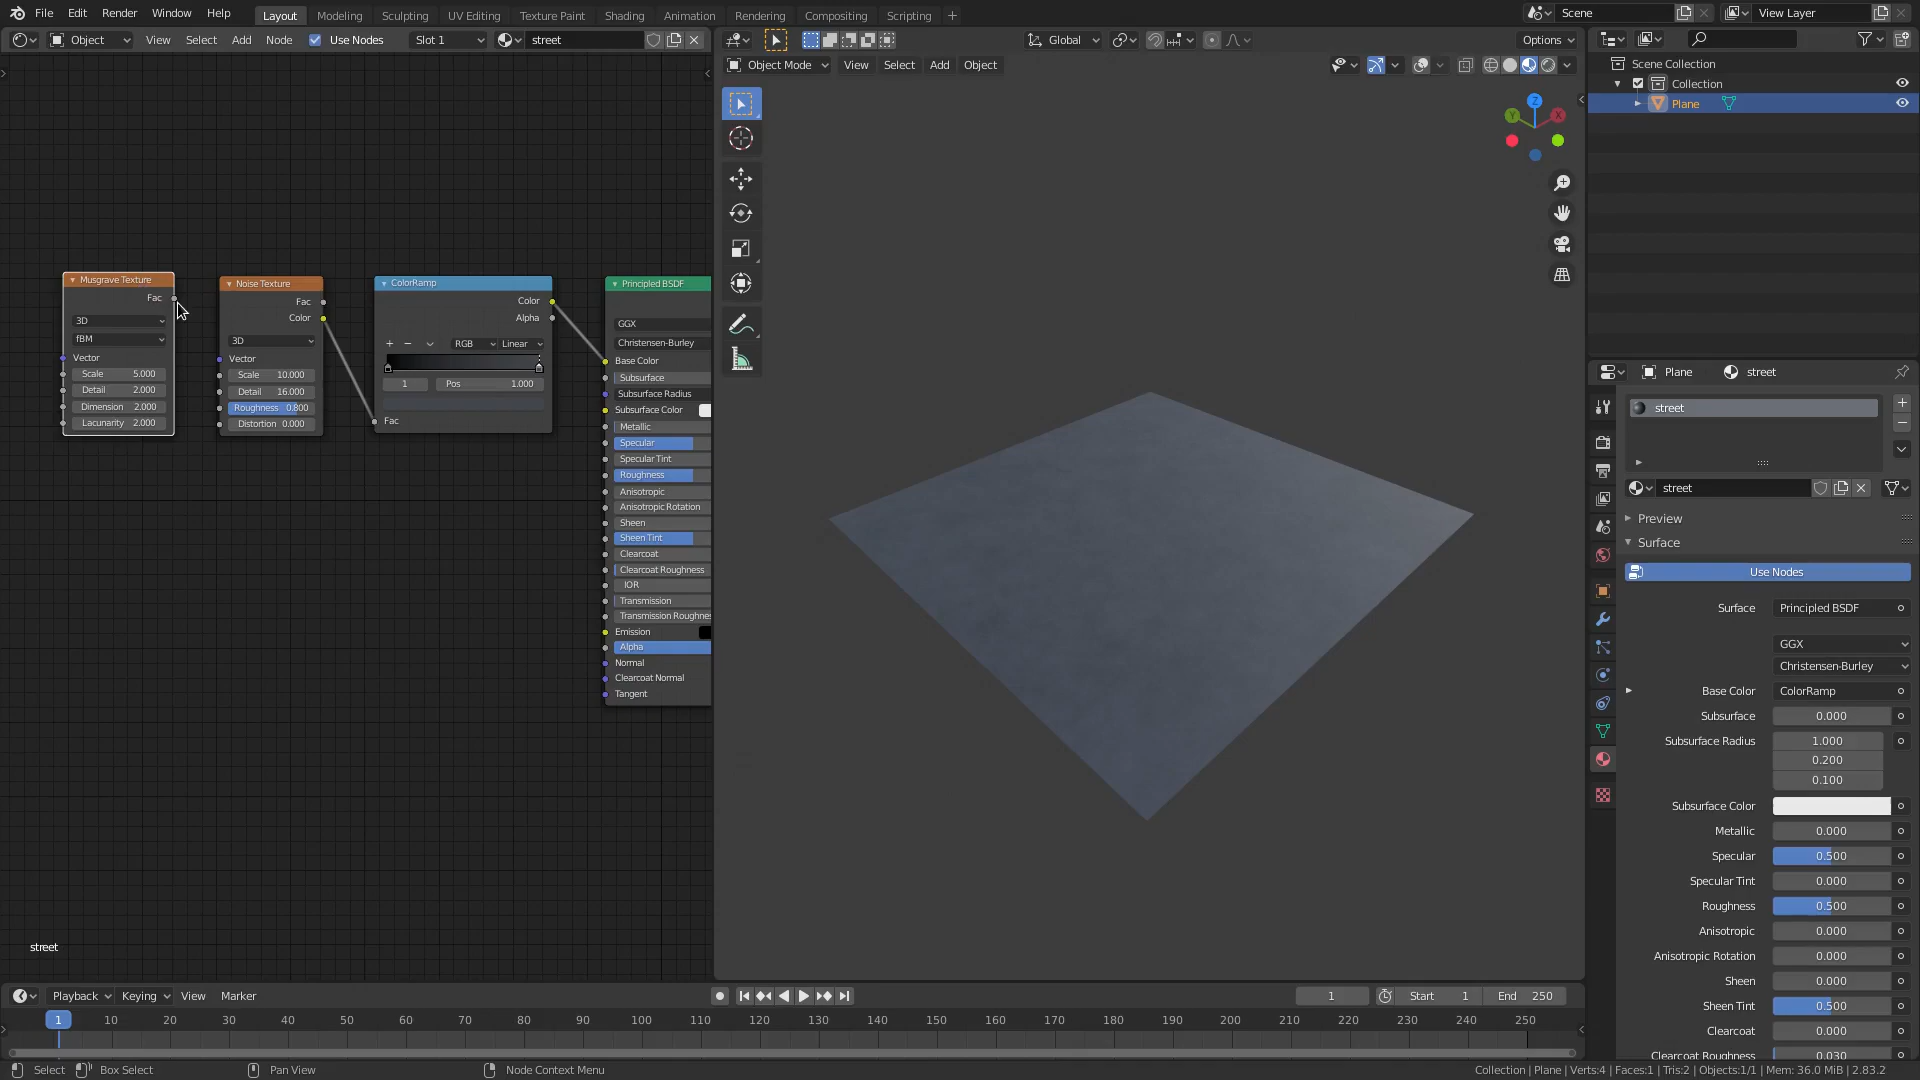 File Edit Render Window Help
Layout Modeling Sculpting UV Editing Texture Paint Shading Animation Rendering Compositing Scripting +
Scene
View Layer
Object View Select Add Node Use Nodes Slot 1 street
Global
Options
Object Mode View Select Add Object
Scene Collection
Collection
Plane
Musgrave Texture
Fac
3D
fBM
Vector
Scale 5.000
Detail 2.000
Dimension 2.000
Lacunarity 2.000
Noise Texture
Fac
Color
3D
Vector
Scale 10.000
Detail 16.000
Roughness 0.800
Distortion 0.000
ColorRamp
Color
Alpha
+ − RGB Linear
1 Pos 1.000
Fac
Principled BSDF
GGX
Christensen-Burley
Base Color
Subsurface
Subsurface Radius
Subsurface Color
Metallic
Specular
Specular Tint
Roughness
Anisotropic
Anisotropic Rotation
Sheen
Sheen Tint
Clearcoat
Clearcoat Roughness
IOR
Transmission
Transmission Roughnes
Emission
Alpha
Normal
Clearcoat Normal
Tangent
street
Z
Y
X
Plane street
street
street
Preview
Surface
Use Nodes
Surface Principled BSDF
GGX
Christensen-Burley
Base Color ColorRamp
Subsurface 0.000
Subsurface Radius 1.000
0.200
0.100
Subsurface Color
Metallic 0.000
Specular 0.500
Specular Tint 0.000
Roughness 0.500
Anisotropic 0.000
Anisotropic Rotation 0.000
Sheen 0.000
Sheen Tint 0.500
Clearcoat 0.000
Clearcoat Roughness 0.030
Playback Keying View Marker
1 Start 1 End 250
1 10 20 30 40 50 60 70 80 90 100 110 120 130 140 150 160 170 180 190 200 210 220 230 240 250
Select Box Select Pan View Node Context Menu
Collection | Plane | Verts:4 | Faces:1 | Tris:2 | Objects:1/1 | Mem: 36.0 MiB | 2.83.2